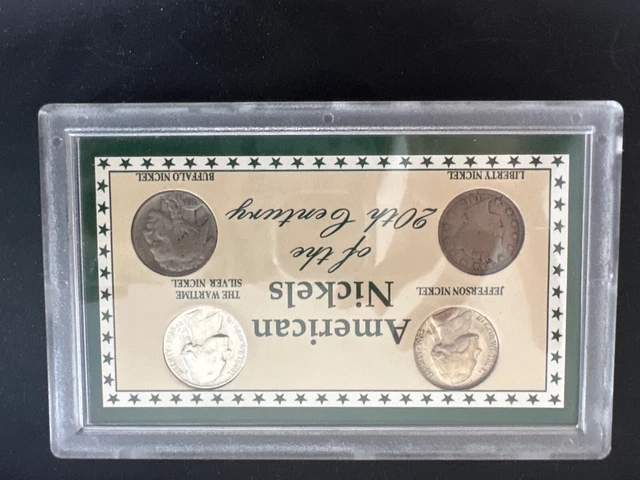 American
Nickels
JEFFERSON NICKEL
THE WARTIME
SILVER NICKEL
of the
20th Century
LIBERTY NICKEL
BUFFALO NICKEL